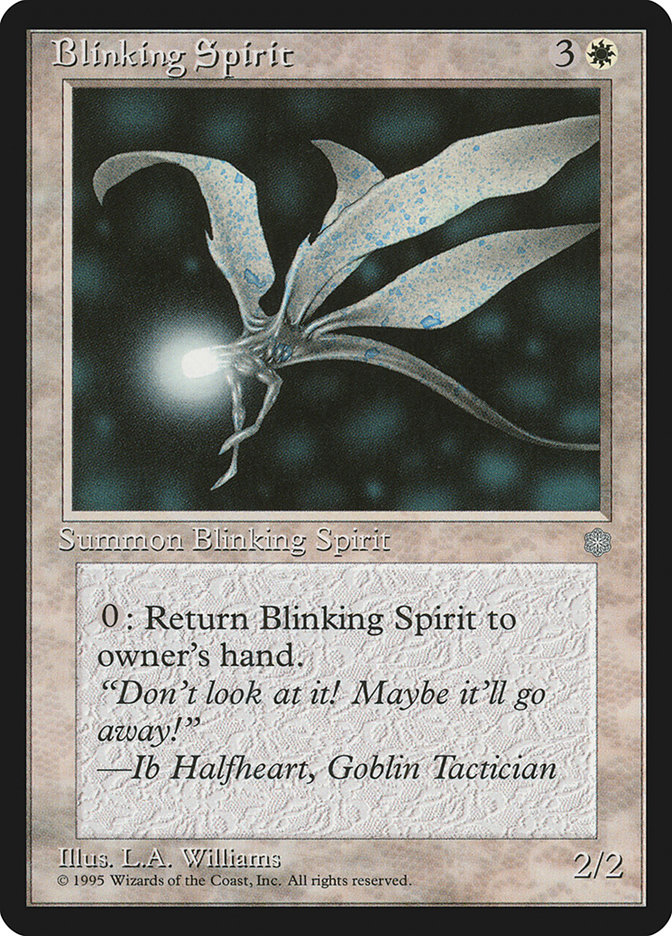 Blinking Spirit 3
Summon Blinking Spirit
0: Return Blinking Spirit to
owner's hand.
“Don't look at it! Maybe it'll go
away!”
—Ib Halfheart, Goblin Tactician
Illus. L.A. Williams
2/2
© 1995 Wizards of the Coast, Inc. All rights reserved.